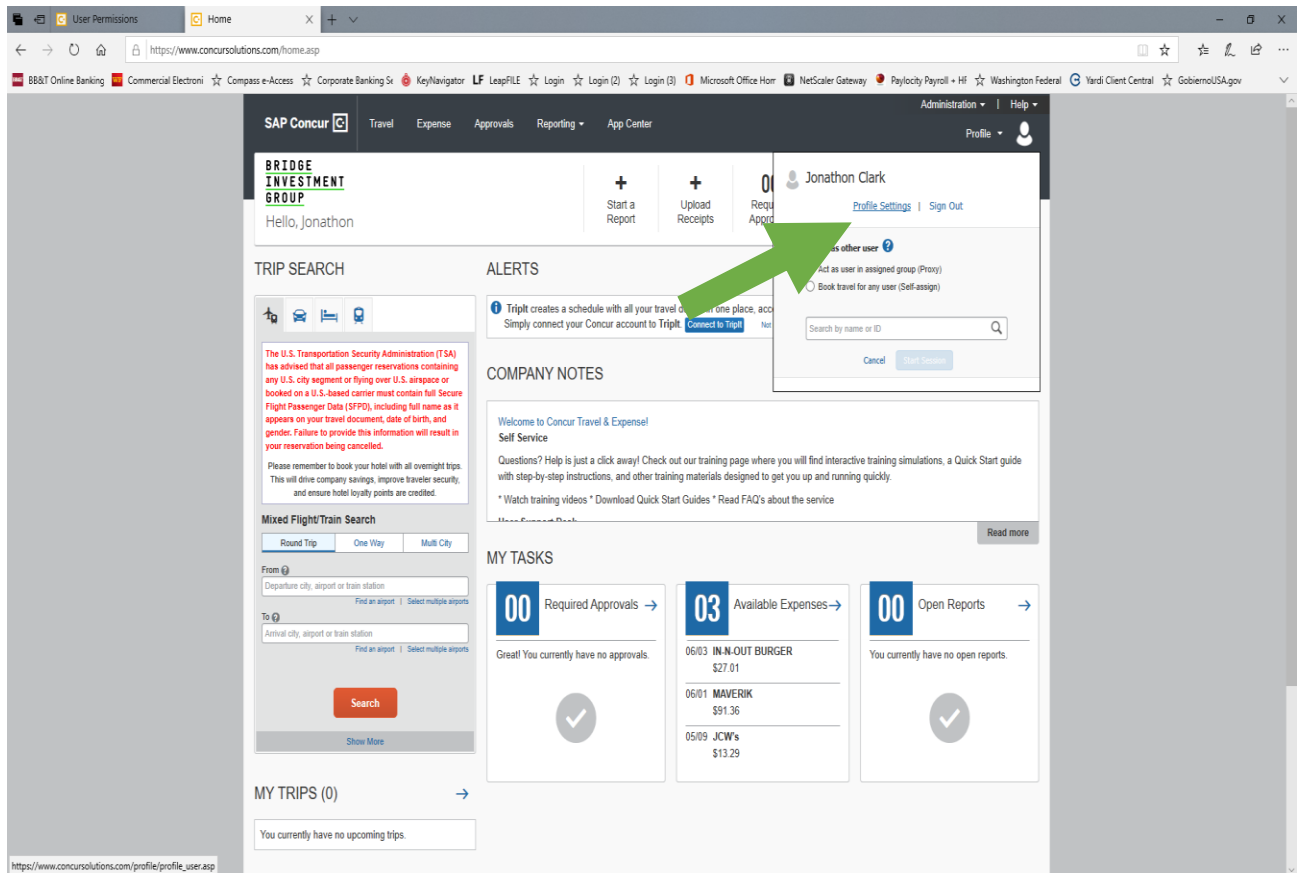 User Permissions
Home
https://www.concursolutions.com/home.asp
BB&T Online Banking
Commercial Electroni
Compass e-Access
Corporate Banking Se
KeyNavigator
LF LeapFILE
Login
Login (2)
Login (3)
Microsoft Office Hom
NetScaler Gateway
Paylocity Payroll + HF
Washington Federal
Yardi Client Central
GobiernoUSA.gov
Administration | Help
SAP Concur C
Travel
Expense
Approvals
Reporting
App Center
Profile
BRIDGE
INVESTMENT
GROUP
Hello, Jonathon
+
Start a
Report
+
Upload
Receipts
Jonathon Clark
Profile Settings | Sign Out
as other user
Act as user in assigned group (Proxy)
Book travel for any user (Self-assign)
Search by name or ID
Cancel
Start Session
TRIP SEARCH
The U.S. Transportation Security Administration (TSA)
has advised that all passenger reservations containing
any U.S. city segment or flying over U.S. airspace or
booked on a U.S.-based carrier must contain full Secure
Flight Passenger Data (SFPD), including full name as it
appears on your travel document, date of birth, and
gender. Failure to provide this information will result in
your reservation being cancelled.
Please remember to book your hotel with all overnight trips.
This will drive company savings, improve traveler security,
and ensure hotel loyalty points are credited.
Mixed Flight/Train Search
Round Trip
One Way
Multi City
From
Departure city, airport or train station
Find an airport | Select multiple airports
To
Arrival city, airport or train station
Find an airport | Select multiple airports
Search
Show More
MY TRIPS (0)
You currently have no upcoming trips.
ALERTS
TripIt creates a schedule with all your travel in one place,
Simply connect your Concur account to TripIt. Connect to TripIt Not
COMPANY NOTES
Welcome to Concur Travel & Expense!
Self Service
Questions? Help is just a click away! Check out our training page where you will find interactive training simulations, a Quick Start guide
with step-by-step instructions, and other training materials designed to get you up and running quickly.
* Watch training videos * Download Quick Start Guides * Read FAQ's about the service
Read more
MY TASKS
00 Required Approvals
Great! You currently have no approvals.
03 Available Expenses
06/03 IN-N-OUT BURGER
$27.01
06/01 MAVERIK
$91.36
05/09 JCW's
$13.29
00 Open Reports
You currently have no open reports.
https://www.concursolutions.com/profile/profile_user.asp